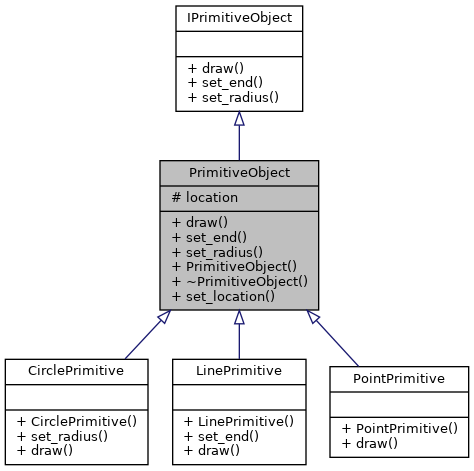 IPrimitiveObject
+ draw()
+ set_end()
+ set_radius()
PrimitiveObject
# location
+ draw()
+ set_end()
+ set_radius()
+ PrimitiveObject()
+ ~PrimitiveObject()
+ set_location()
CirclePrimitive
+ CirclePrimitive()
+ set_radius()
+ draw()
LinePrimitive
+ LinePrimitive()
+ set_end()
+ draw()
PointPrimitive
+ PointPrimitive()
+ draw()